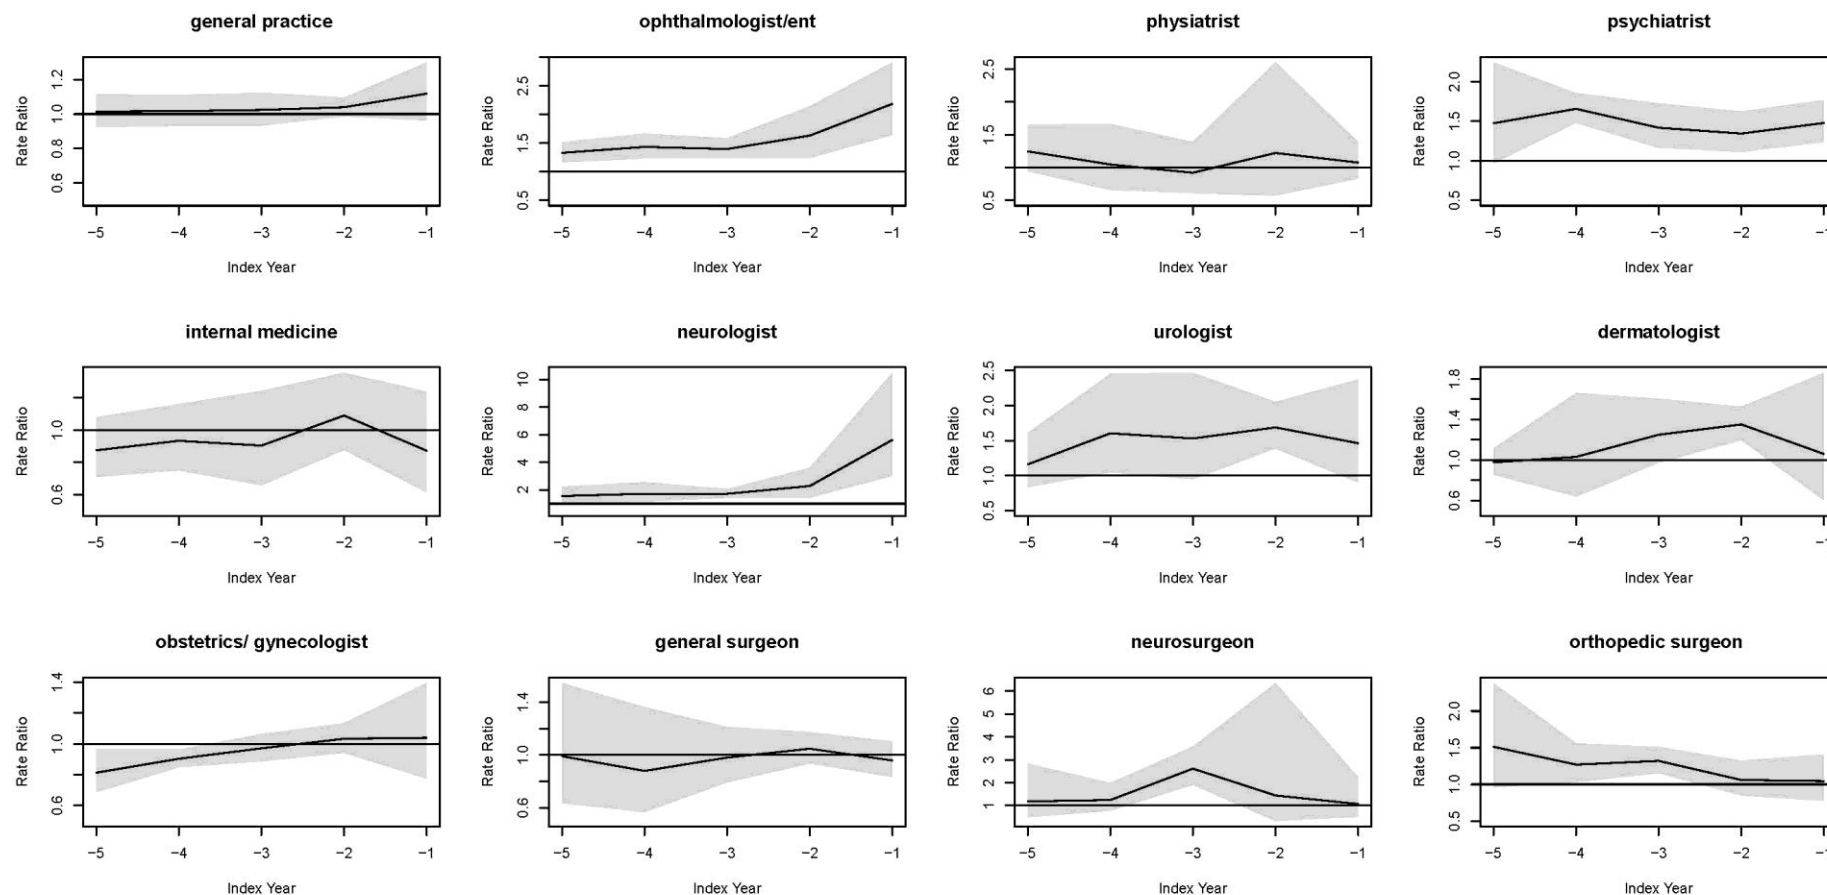 general practice
Rate Ratio
0.6 0.8 1.0 1.2
−5 −4 −3 −2 −1
Index Year
ophthalmologist/ent
Rate Ratio
0.5 1.5 2.5
−5 −4 −3 −2 −1
Index Year
physiatrist
Rate Ratio
0.5 1.5 2.5
−5 −4 −3 −2 −1
Index Year
psychiatrist
Rate Ratio
0.5 1.0 1.5 2.0
−5 −4 −3 −2 −1
Index Year
internal medicine
Rate Ratio
0.6 1.0
−5 −4 −3 −2 −1
Index Year
neurologist
Rate Ratio
2 4 6 8 10
−5 −4 −3 −2 −1
Index Year
urologist
Rate Ratio
0.5 1.0 1.5 2.0 2.5
−5 −4 −3 −2 −1
Index Year
dermatologist
Rate Ratio
0.6 1.0 1.4 1.8
−5 −4 −3 −2 −1
Index Year
obstetrics/ gynecologist
Rate Ratio
0.6 1.0 1.4
−5 −4 −3 −2 −1
Index Year
general surgeon
Rate Ratio
0.6 1.0 1.4
−5 −4 −3 −2 −1
Index Year
neurosurgeon
Rate Ratio
1 2 3 4 5 6
−5 −4 −3 −2 −1
Index Year
orthopedic surgeon
Rate Ratio
0.5 1.0 1.5 2.0
−5 −4 −3 −2 −1
Index Year